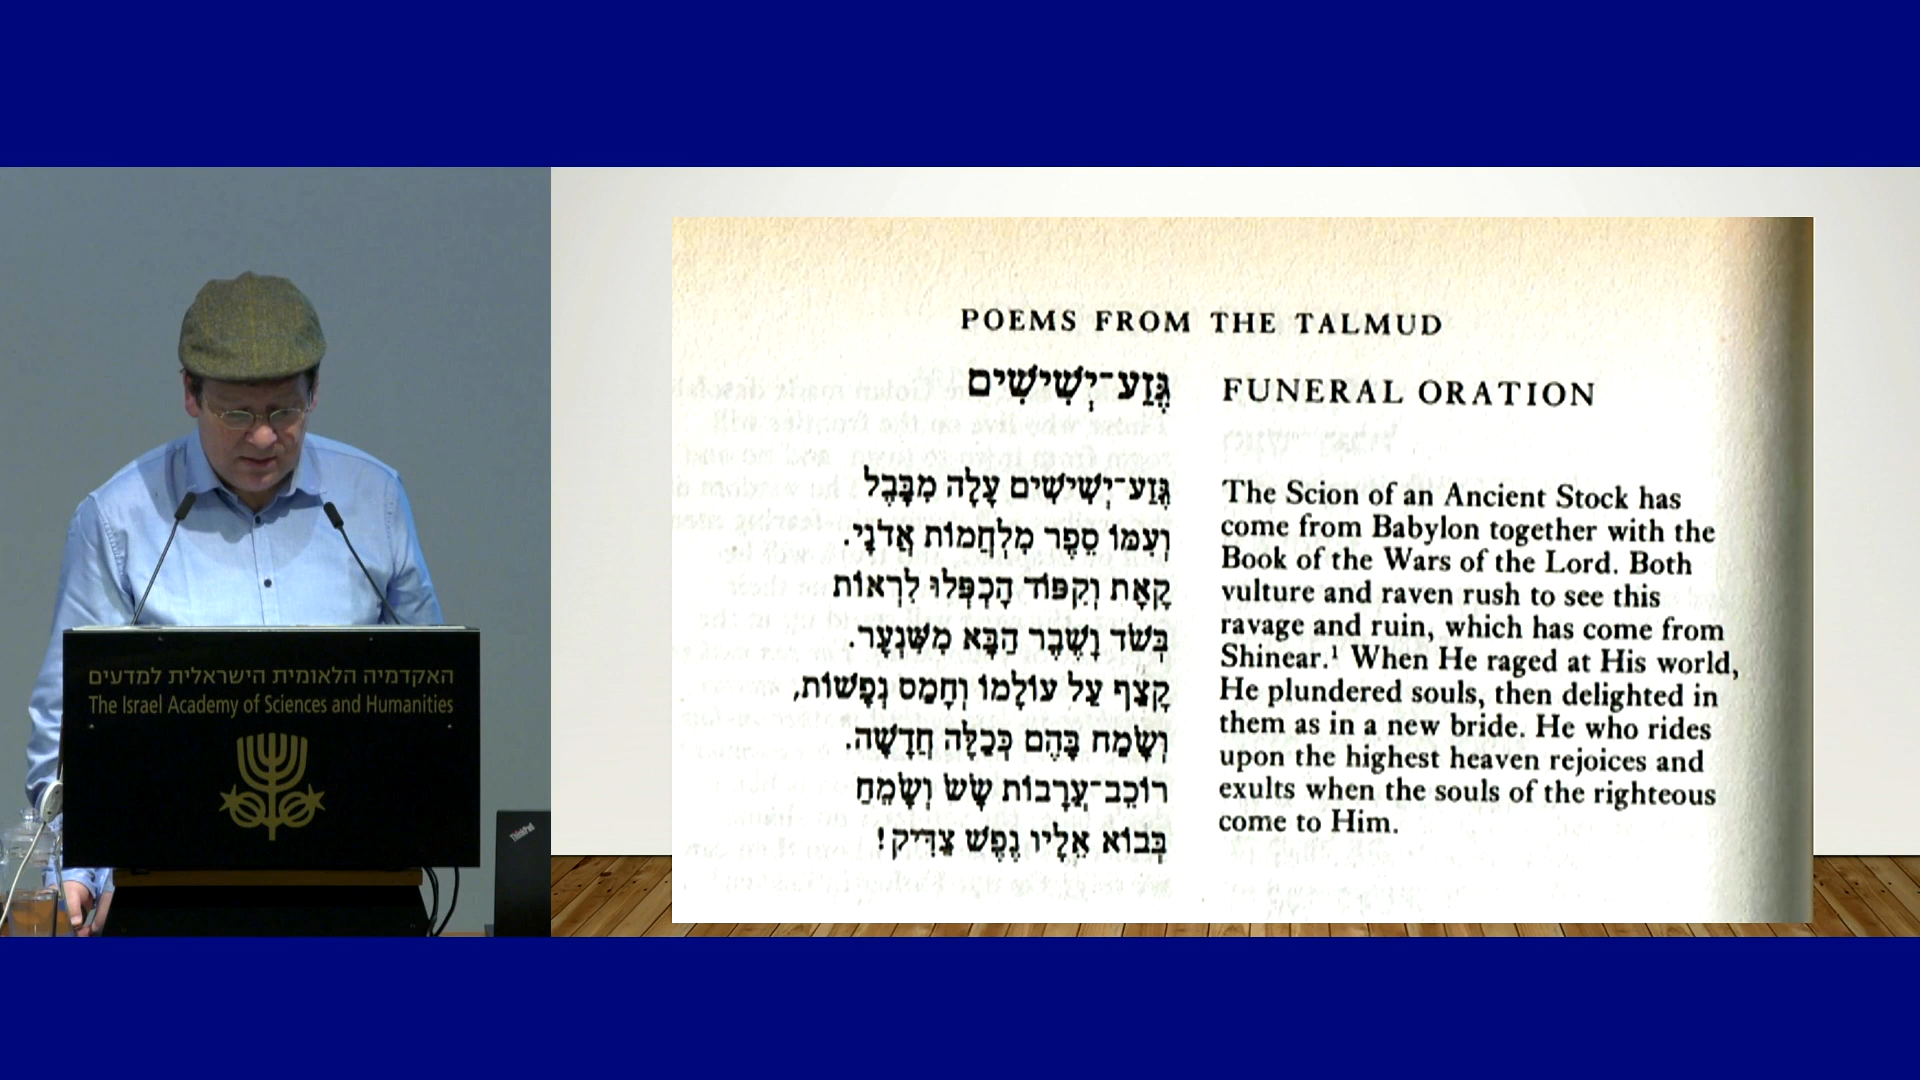 האקדמיה הלאומית הישראלית למדעים
The Israel Academy of Sciences and Humanities
ThinkPad
POEMS FROM THE TALMUD
גֶּזַע־יְשִׁישִׁים
גֶּזַע־יְשִׁישִׁים עָלָה מִבָּבֶל
וְעִמּוֹ סֵפֶר מִלְחֲמוֹת אֲדֹנָי.
קָאָת וְקִפּוֹד הָכְפְּלוּ לִרְאוֹת
בְּשֹׁד וָשֶׁבֶר הַבָּא מִשִּׁנְעָר.
קָצַף עַל עוֹלָמוֹ וְחָמַס נְפָשׁוֹת,
וְשָׂמַח בָּהֶם כְּכַלָּה חֲדָשָׁה.
רוֹכֵב־עֲרָבוֹת שָׂשׂ וְשָׂמֵחַ
בְּבוֹא אֵלָיו נֶפֶשׁ צַדִּיק!
FUNERAL ORATION
The Scion of an Ancient Stock has
come from Babylon together with the
Book of the Wars of the Lord. Both
vulture and raven rush to see this
ravage and ruin, which has come from
Shinear.¹ When He raged at His world,
He plundered souls, then delighted in
them as in a new bride. He who rides
upon the highest heaven rejoices and
exults when the souls of the righteous
come to Him.